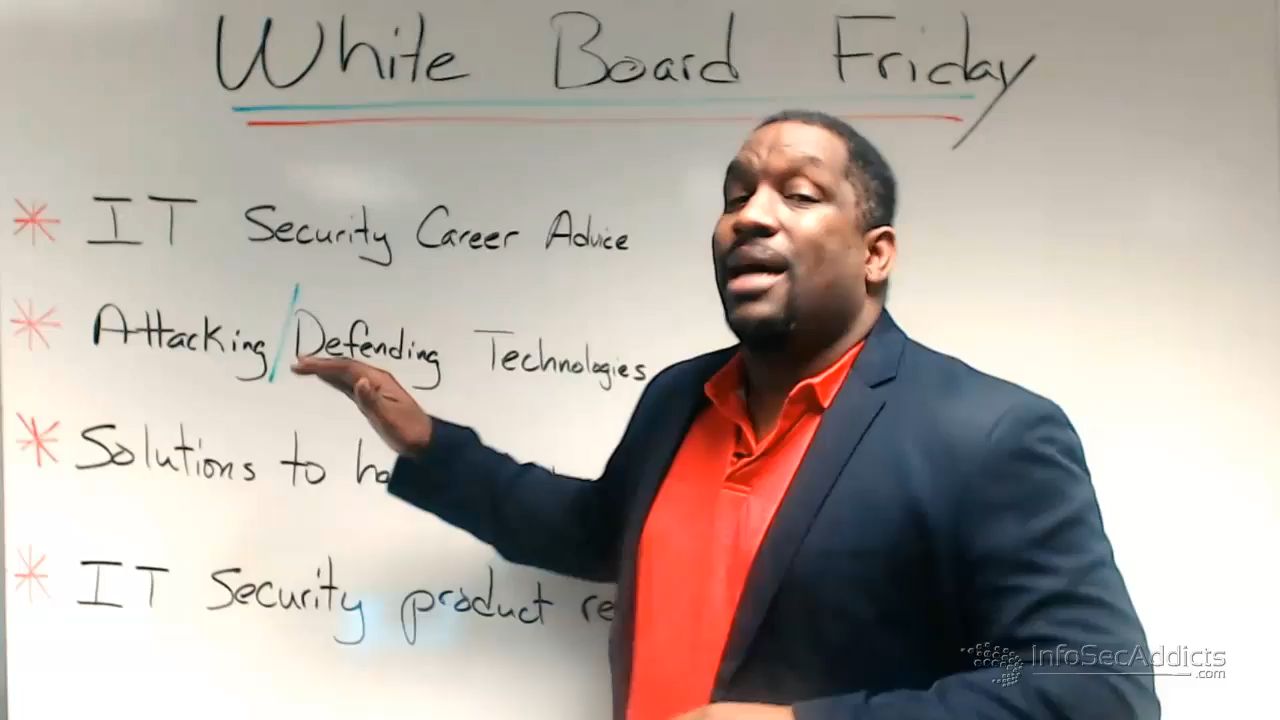 White Board Friday
* IT Security Career Advice
* Attacking/Defending Technologies
* Solutions to
* IT Security product
InfoSecAddicts
.com